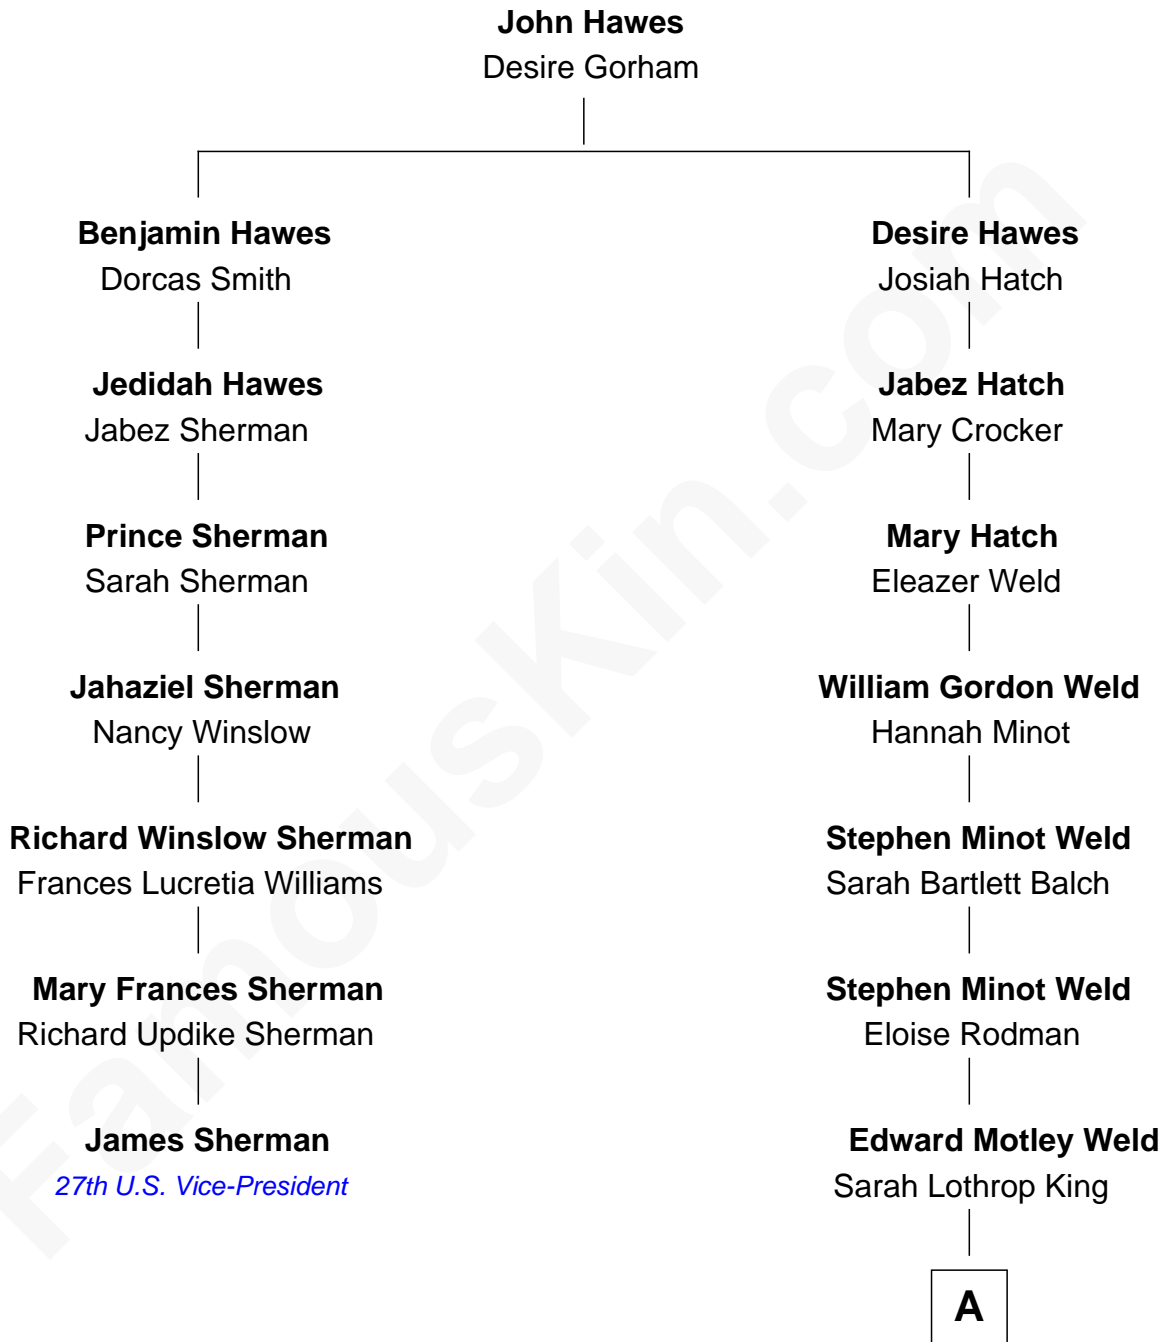 John Hawes
Desire Gorham
Benjamin Hawes
Dorcas Smith
Jedidah Hawes
Jabez Sherman
Prince Sherman
Sarah Sherman
Jahaziel Sherman
Nancy Winslow
Richard Winslow Sherman
Frances Lucretia Williams
Mary Frances Sherman
Richard Updike Sherman
James Sherman
27th U.S. Vice-President
Desire Hawes
Josiah Hatch
Jabez Hatch
Mary Crocker
Mary Hatch
Eleazer Weld
William Gordon Weld
Hannah Minot
Stephen Minot Weld
Sarah Bartlett Balch
Stephen Minot Weld
Eloise Rodman
Edward Motley Weld
Sarah Lothrop King
A
FamousKin.com